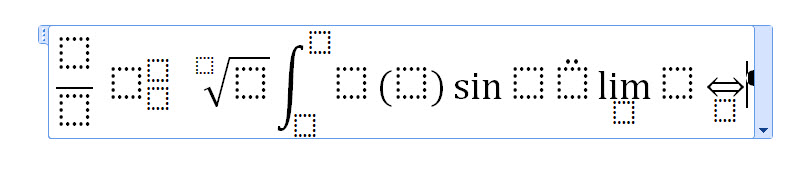 √ ∫ ( ) sin ¨ lim ⇔